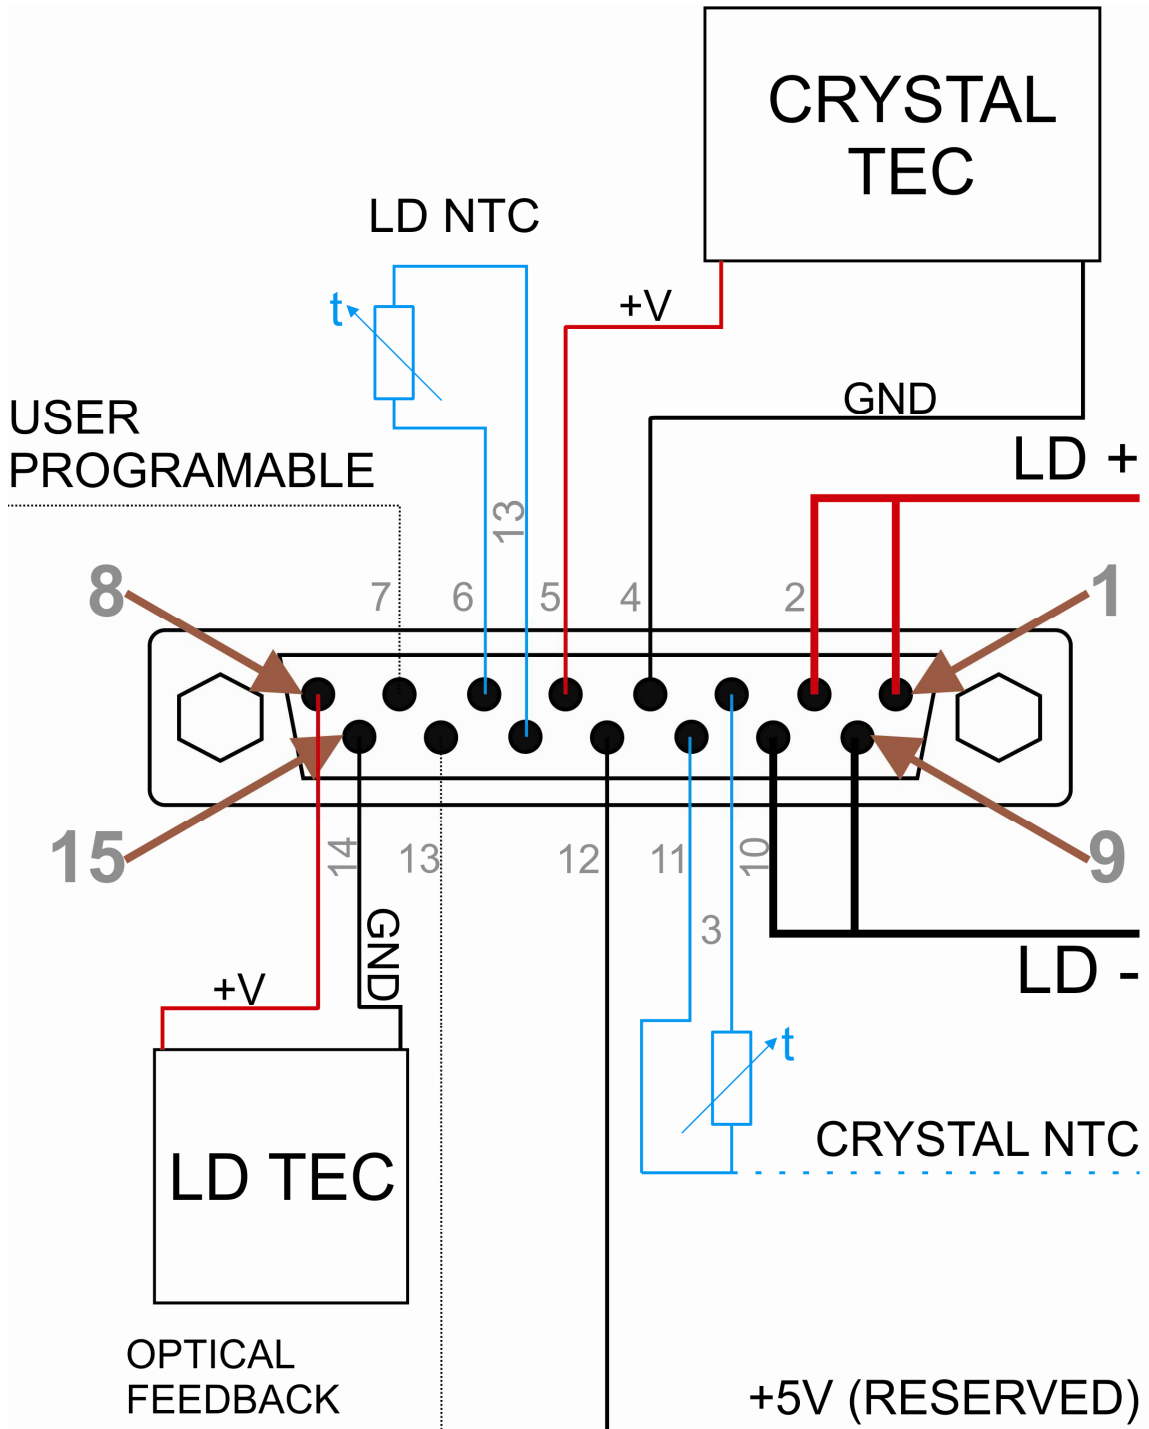 CRYSTAL
TEC
LD NTC
t
+V
GND
USER
PROGRAMABLE
LD +
13
8
7
6
5
4
2
1
15
14
13
12
11
10
9
3
GND
+V
LD -
t
LD TEC
CRYSTAL NTC
OPTICAL
FEEDBACK
+5V (RESERVED)